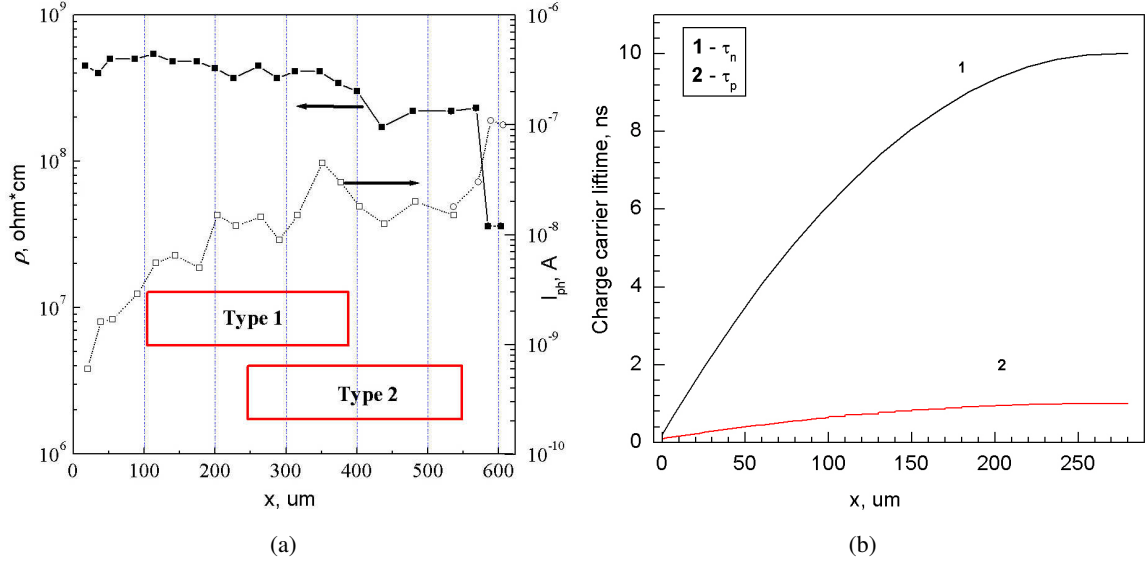 10^9
10^8
10^7
10^6
ρ, ohm*cm
10^-6
10^-7
10^-8
10^-9
10^-10
I_ph, A
Type 1
Type 2
0 100 200 300 400 500 600
x, um
(a)
1 - τ_n
2 - τ_p
1
2
10
8
6
4
2
0
Charge carrier liftime, ns
0 50 100 150 200 250
x, um
(b)